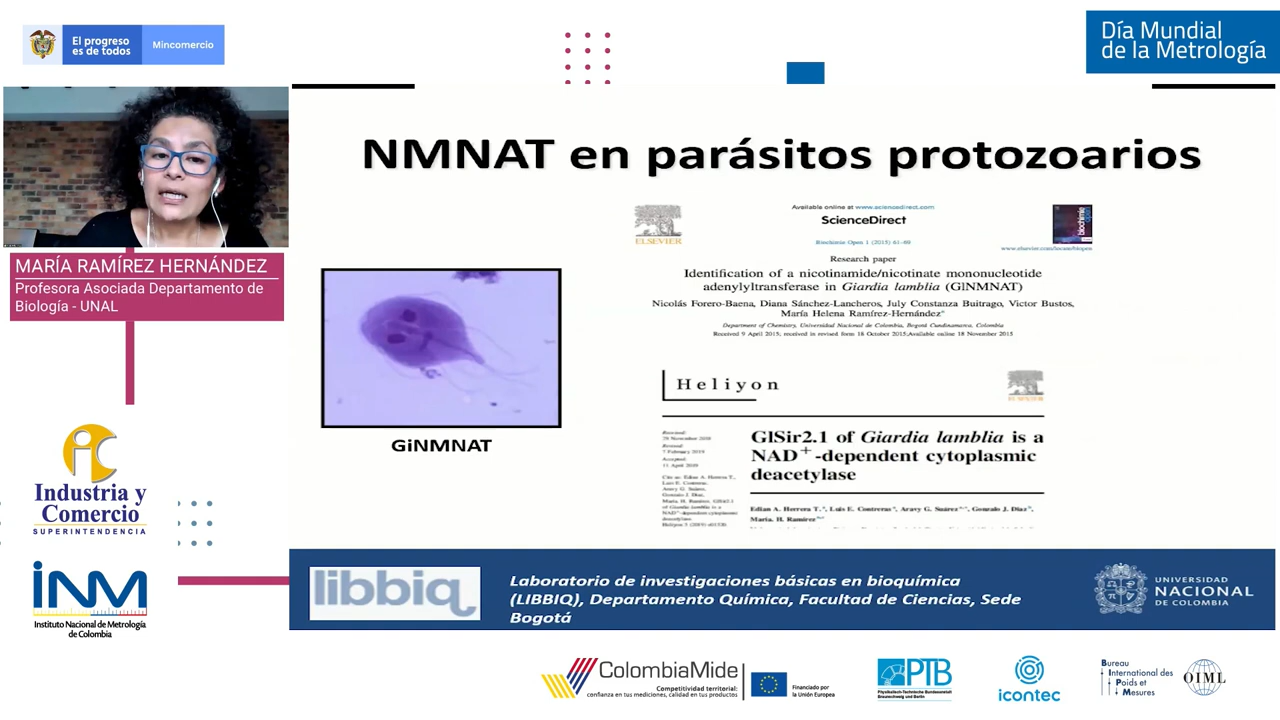 El progreso
es de todos
Mincomercio
Día Mundial
de la Metrología
NMNAT en parásitos protozoarios
MARÍA RAMÍREZ HERNÁNDEZ
Profesora Asociada Departamento de
Biología - UNAL
Available online at www.sciencedirect.com
ScienceDirect
ELSEVIER
Biochimie Open 1 (2015) 61-69
www.elsevier.com/locate/biopen
Research paper
Identification of a nicotinamide/nicotinate mononucleotide
adenylyltransferase in Giardia lamblia (GlNMNAT)
Nicolás Forero-Baena, Diana Sánchez-Lancheros, July Constanza Buitrago, Victor Bustos,
María Helena Ramírez-Hernández*
Department of Chemistry, Universidad Nacional de Colombia, Bogotá Cundinamarca, Colombia
Received 9 April 2015, received in revised form 16 October 2015, Available online 18 November 2015
GiNMNAT
Heliyon
GlSir2.1 of Giardia lamblia is a
NAD+-dependent cytoplasmic
deacetylase
Edian A. Herrera T., Luis E. Contreras, Aravy G. Suárez, Gonzalo J. Diaz,
Maria. H. Ramirez
Industria y
Comercio
SUPERINTENDENCIA
iNM
Instituto Nacional de Metrología
de Colombia
libbiq
Laboratorio de investigaciones básicas en bioquímica
(LIBBIQ), Departamento Química, Facultad de Ciencias, Sede
Bogotá
UNIVERSIDAD
NACIONAL
DE COLOMBIA
ColombiaMide
Competitividad territorial:
confianza en tus mediciones, calidad en tus productos
Financiado por
la Unión Europea
PTB
Physikalisch-Technische Bundesanstalt
Braunschweig und Berlin
icontec
Bureau
International des
Poids et
Mesures
OIML